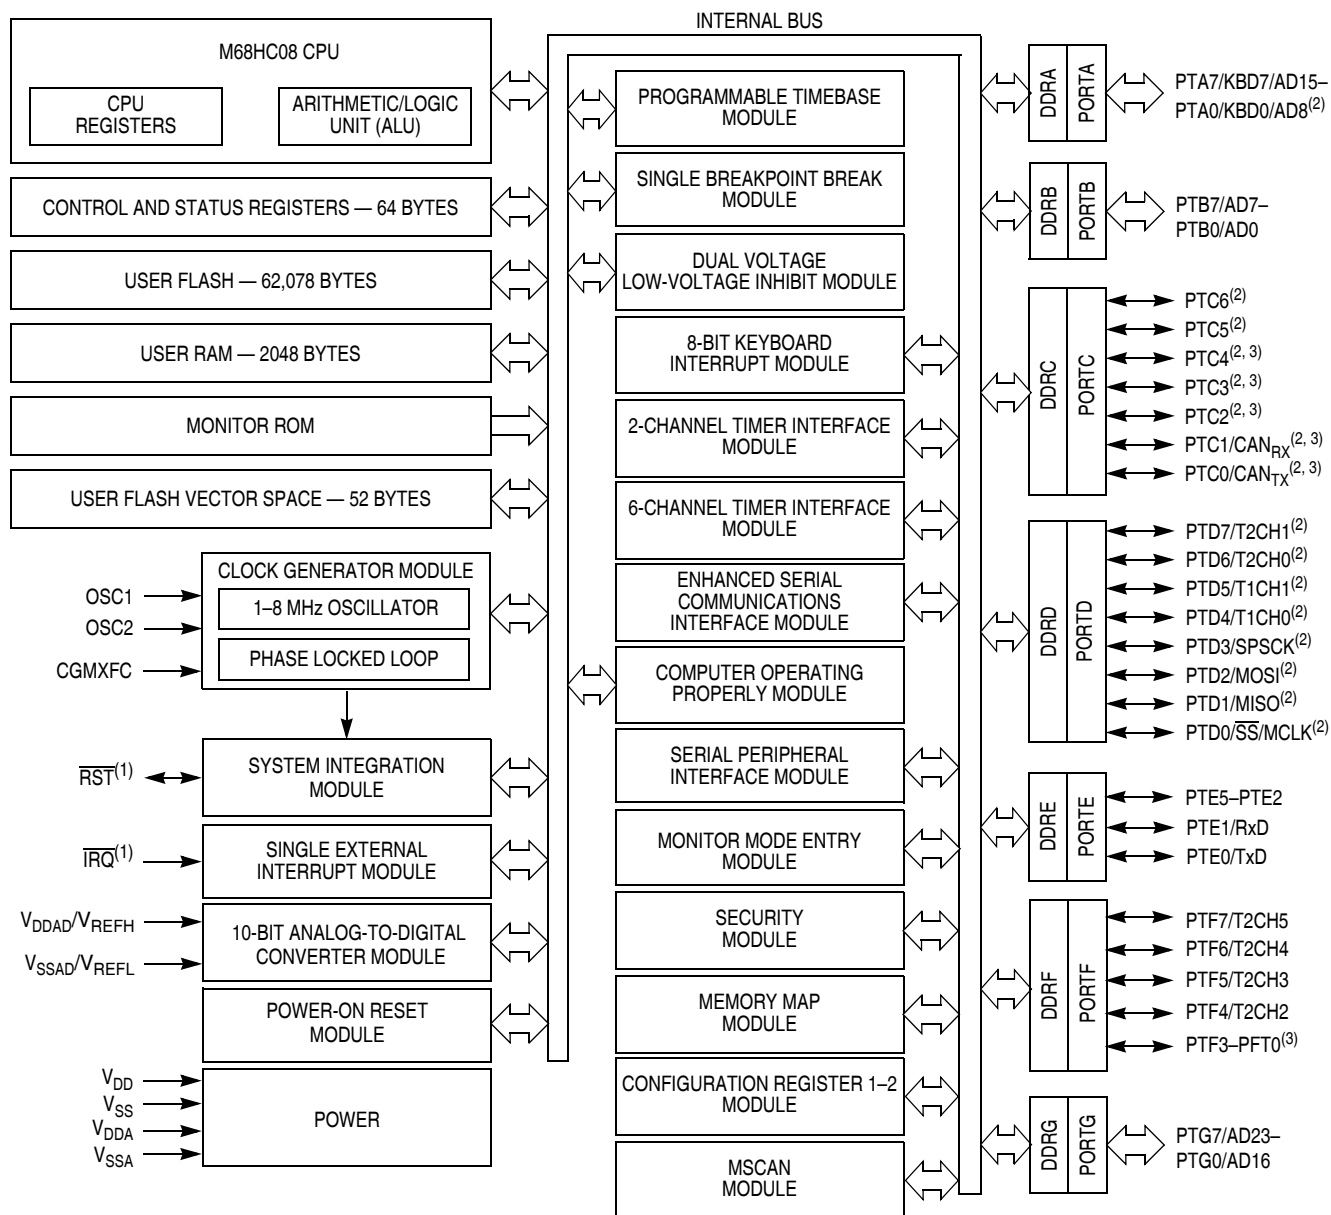 INTERNAL BUS
M68HC08 CPU
CPU
REGISTERS
ARITHMETIC/LOGIC
UNIT (ALU)
CONTROL AND STATUS REGISTERS — 64 BYTES
USER FLASH — 62,078 BYTES
USER RAM — 2048 BYTES
MONITOR ROM
USER FLASH VECTOR SPACE — 52 BYTES
CLOCK GENERATOR MODULE
1–8 MHz OSCILLATOR
PHASE LOCKED LOOP
OSC1
OSC2
CGMXFC
SYSTEM INTEGRATION
MODULE
RST(1)
SINGLE EXTERNAL
INTERRUPT MODULE
IRQ(1)
10-BIT ANALOG-TO-DIGITAL
CONVERTER MODULE
VDDAD/VREFH
VSSAD/VREFL
POWER-ON RESET
MODULE
POWER
VDD
VSS
VDDA
VSSA
PROGRAMMABLE TIMEBASE
MODULE
SINGLE BREAKPOINT BREAK
MODULE
DUAL VOLTAGE
LOW-VOLTAGE INHIBIT MODULE
8-BIT KEYBOARD
INTERRUPT MODULE
2-CHANNEL TIMER INTERFACE
MODULE
6-CHANNEL TIMER INTERFACE
MODULE
ENHANCED SERIAL
COMMUNICATIONS
INTERFACE MODULE
COMPUTER OPERATING
PROPERLY MODULE
SERIAL PERIPHERAL
INTERFACE MODULE
MONITOR MODE ENTRY
MODULE
SECURITY
MODULE
MEMORY MAP
MODULE
CONFIGURATION REGISTER 1–2
MODULE
MSCAN
MODULE
DDRA
PORTA
PTA7/KBD7/AD15–
PTA0/KBD0/AD8(2)
DDRB
PORTB
PTB7/AD7–
PTB0/AD0
DDRC
PORTC
PTC6(2)
PTC5(2)
PTC4(2, 3)
PTC3(2, 3)
PTC2(2, 3)
PTC1/CANRX(2, 3)
PTC0/CANTX(2, 3)
DDRD
PORTD
PTD7/T2CH1(2)
PTD6/T2CH0(2)
PTD5/T1CH1(2)
PTD4/T1CH0(2)
PTD3/SPSCK(2)
PTD2/MOSI(2)
PTD1/MISO(2)
PTD0/SS/MCLK(2)
DDRE
PORTE
PTE5–PTE2
PTE1/RxD
PTE0/TxD
DDRF
PORTF
PTF7/T2CH5
PTF6/T2CH4
PTF5/T2CH3
PTF4/T2CH2
PTF3–PFT0(3)
DDRG
PORTG
PTG7/AD23–
PTG0/AD16